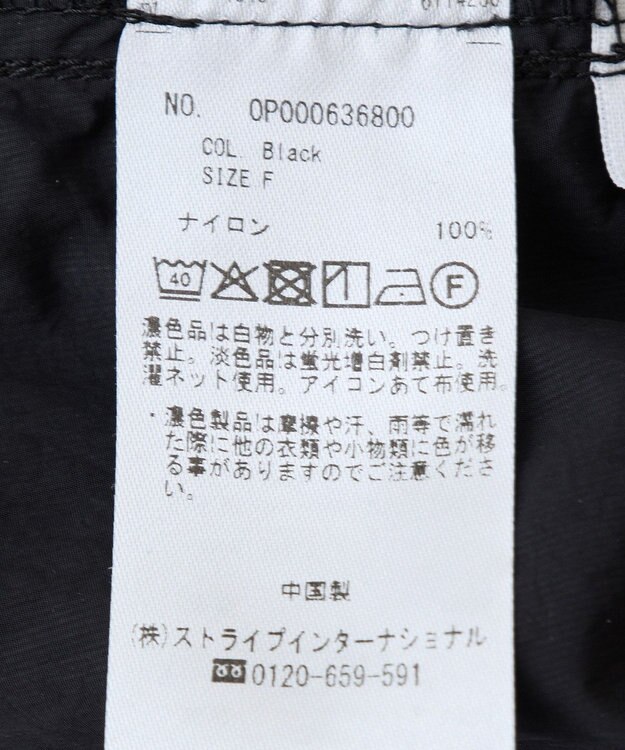 NO. OP000636800
COL. Black
SIZE F
ナイロン 100%
40 F
濃色品は白物と分別洗い。つけ置き
禁止。淡色品は蛍光増白剤禁止。洗
濯ネット使用。アイコンあて布使用。
・濃色製品は摩擦や汗、雨等で濡れ
た際に他の衣類や小物類に色が移
る事がありますのでご注意くださ
い。
中国製
(株)ストライプインターナショナル
0120-659-591